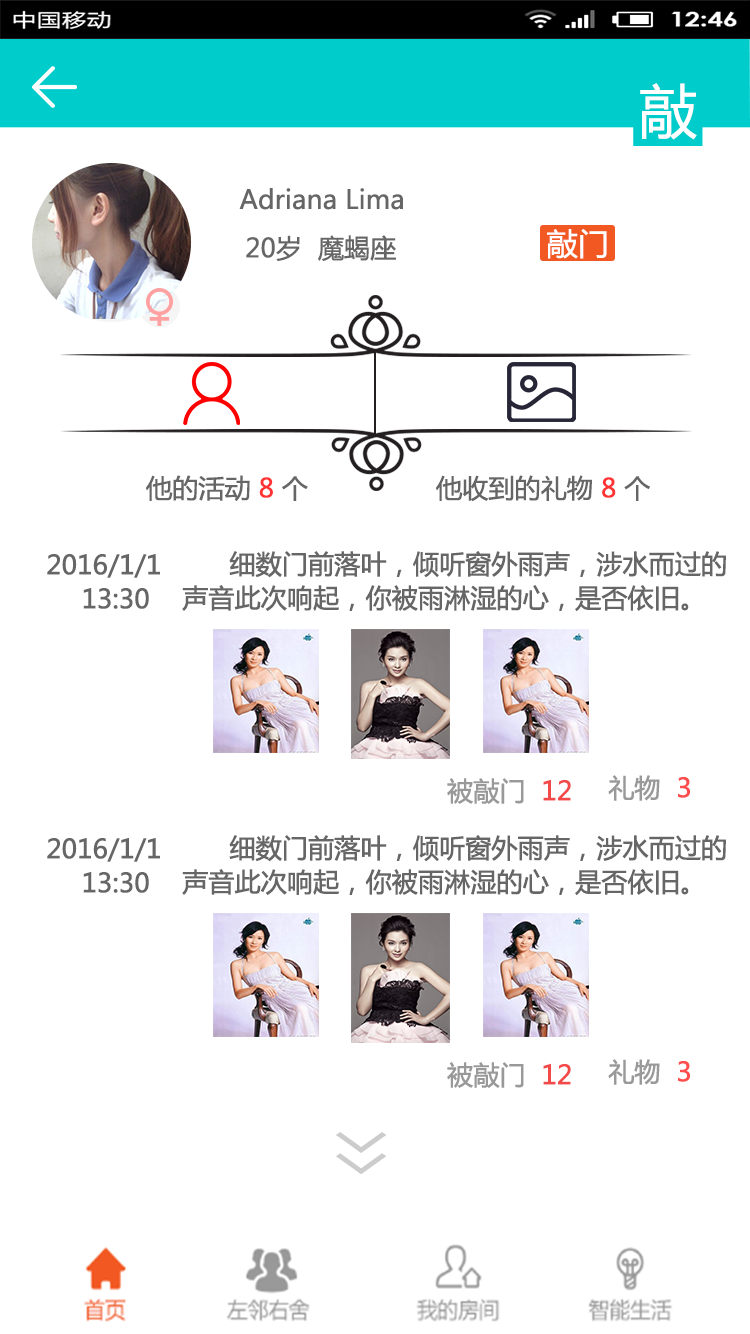 中国移动 12:46
敲
Adriana Lima
20岁 魔蝎座
敲门
他的活动 8 个
他收到的礼物 8 个
2016/1/1
13:30
细数门前落叶，倾听窗外雨声，涉水而过的
声音此次响起，你被雨淋湿的心，是否依旧。
被敲门 12 礼物 3
2016/1/1
13:30
细数门前落叶，倾听窗外雨声，涉水而过的
声音此次响起，你被雨淋湿的心，是否依旧。
被敲门 12 礼物 3
首页 左邻右舍 我的房间 智能生活